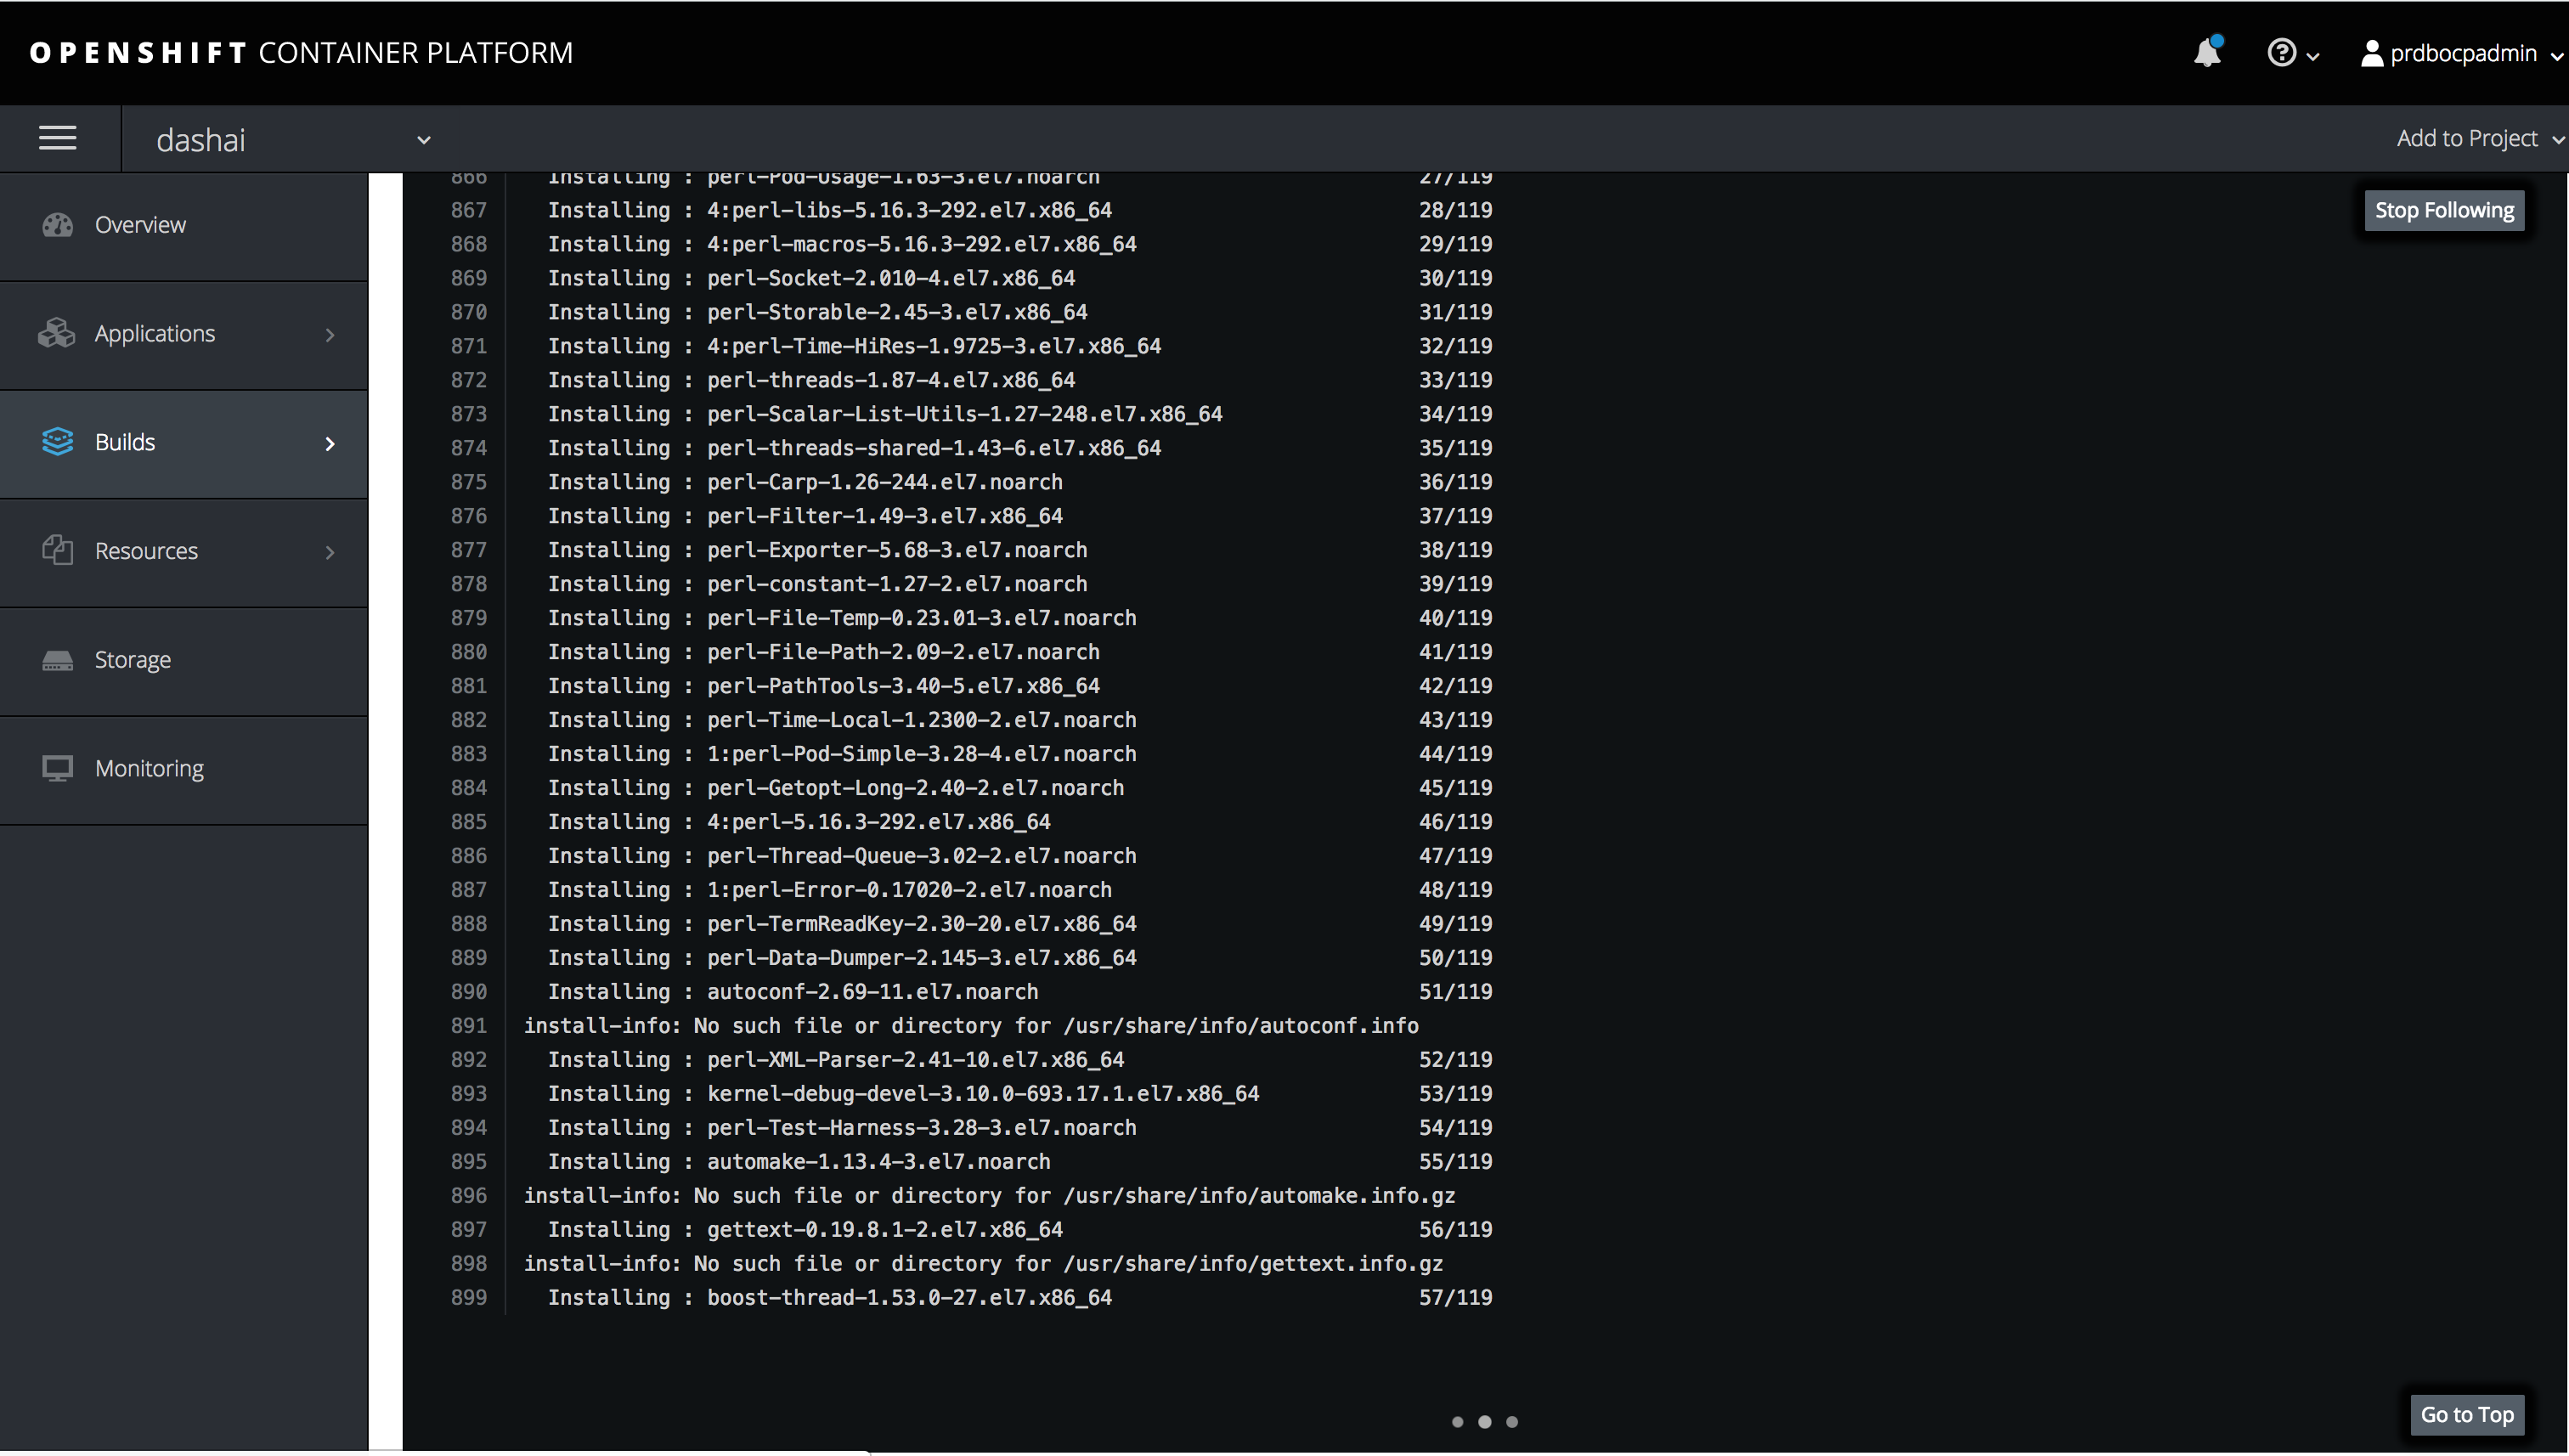 OPENSHIFT CONTAINER PLATFORM
prdbocpadmin
dashai
Add to Project
Overview
Applications
Builds
Resources
Storage
Monitoring
Stop Following
866 Installing : perl-Pod-Usage-1.63-3.el7.noarch 27/119
867 Installing : 4:perl-libs-5.16.3-292.el7.x86_64 28/119
868 Installing : 4:perl-macros-5.16.3-292.el7.x86_64 29/119
869 Installing : perl-Socket-2.010-4.el7.x86_64 30/119
870 Installing : perl-Storable-2.45-3.el7.x86_64 31/119
871 Installing : 4:perl-Time-HiRes-1.9725-3.el7.x86_64 32/119
872 Installing : perl-threads-1.87-4.el7.x86_64 33/119
873 Installing : perl-Scalar-List-Utils-1.27-248.el7.x86_64 34/119
874 Installing : perl-threads-shared-1.43-6.el7.x86_64 35/119
875 Installing : perl-Carp-1.26-244.el7.noarch 36/119
876 Installing : perl-Filter-1.49-3.el7.x86_64 37/119
877 Installing : perl-Exporter-5.68-3.el7.noarch 38/119
878 Installing : perl-constant-1.27-2.el7.noarch 39/119
879 Installing : perl-File-Temp-0.23.01-3.el7.noarch 40/119
880 Installing : perl-File-Path-2.09-2.el7.noarch 41/119
881 Installing : perl-PathTools-3.40-5.el7.x86_64 42/119
882 Installing : perl-Time-Local-1.2300-2.el7.noarch 43/119
883 Installing : 1:perl-Pod-Simple-3.28-4.el7.noarch 44/119
884 Installing : perl-Getopt-Long-2.40-2.el7.noarch 45/119
885 Installing : 4:perl-5.16.3-292.el7.x86_64 46/119
886 Installing : perl-Thread-Queue-3.02-2.el7.noarch 47/119
887 Installing : 1:perl-Error-0.17020-2.el7.noarch 48/119
888 Installing : perl-TermReadKey-2.30-20.el7.x86_64 49/119
889 Installing : perl-Data-Dumper-2.145-3.el7.x86_64 50/119
890 Installing : autoconf-2.69-11.el7.noarch 51/119
891 install-info: No such file or directory for /usr/share/info/autoconf.info
892 Installing : perl-XML-Parser-2.41-10.el7.x86_64 52/119
893 Installing : kernel-debug-devel-3.10.0-693.17.1.el7.x86_64 53/119
894 Installing : perl-Test-Harness-3.28-3.el7.noarch 54/119
895 Installing : automake-1.13.4-3.el7.noarch 55/119
896 install-info: No such file or directory for /usr/share/info/automake.info.gz
897 Installing : gettext-0.19.8.1-2.el7.x86_64 56/119
898 install-info: No such file or directory for /usr/share/info/gettext.info.gz
899 Installing : boost-thread-1.53.0-27.el7.x86_64 57/119
Go to Top